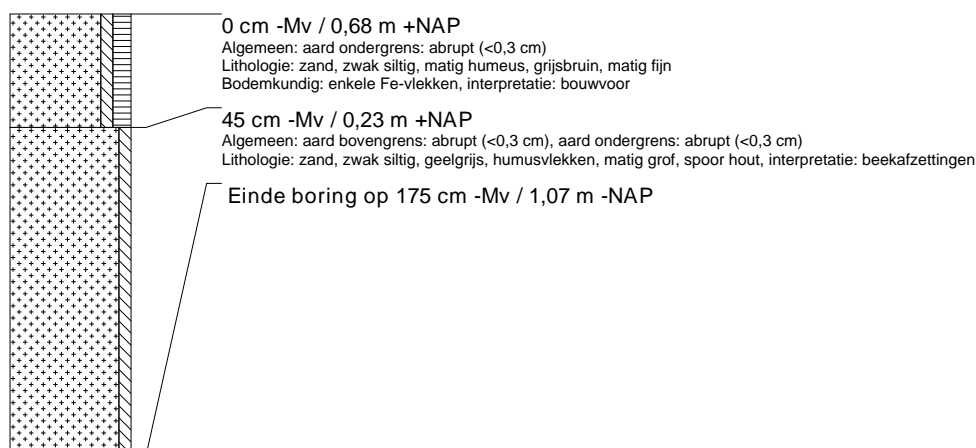 0 cm -Mv / 0,68 m +NAP
Algemeen: aard ondergrens: abrupt (<0,3 cm)
Lithologie: zand, zwak siltig, matig humeus, grijsbruin, matig fijn
Bodemkundig: enkele Fe-vlekken, interpretatie: bouwvoor
45 cm -Mv / 0,23 m +NAP
Algemeen: aard bovengrens: abrupt (<0,3 cm), aard ondergrens: abrupt (<0,3 cm)
Lithologie: zand, zwak siltig, geelgrijs, humusvlekken, matig grof, spoor hout, interpretatie: beekafzettingen
Einde boring op 175 cm -Mv / 1,07 m -NAP